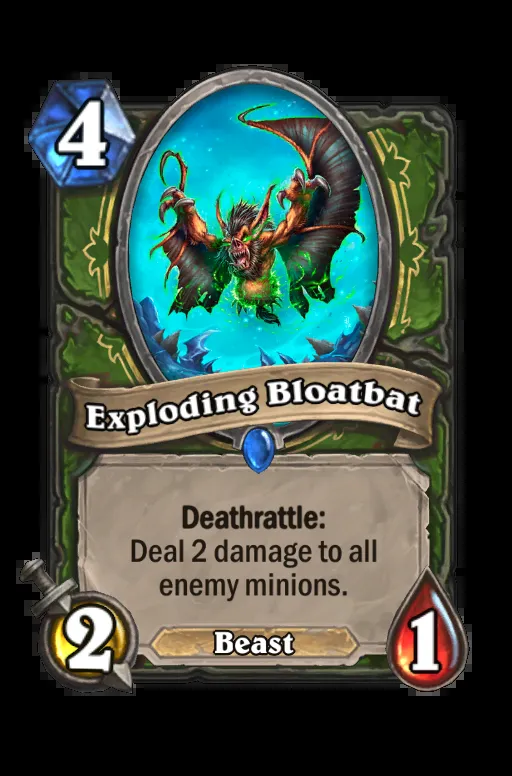 4
Exploding Bloatbat
Deathrattle:
Deal 2 damage to all
enemy minions.
2
Beast
1